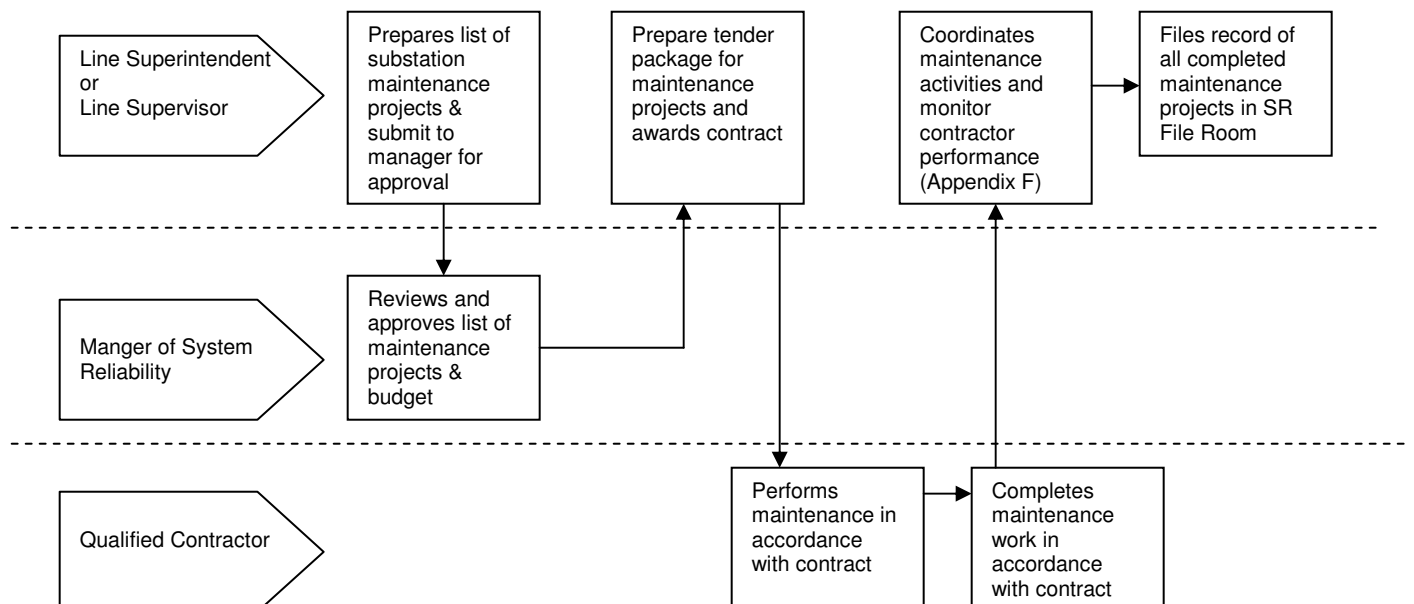 Line Superintendent
or
Line Supervisor
Prepares list of
substation
maintenance
projects &
submit to
manager for
approval
Prepare tender
package for
maintenance
projects and
awards contract
Coordinates
maintenance
activities and
monitor
contractor
performance
(Appendix F)
Files record of
all completed
maintenance
projects in SR
File Room
Manger of System
Reliability
Reviews and
approves list of
maintenance
projects &
budget
Qualified Contractor
Performs
maintenance in
accordance
with contract
Completes
maintenance
work in
accordance
with contract